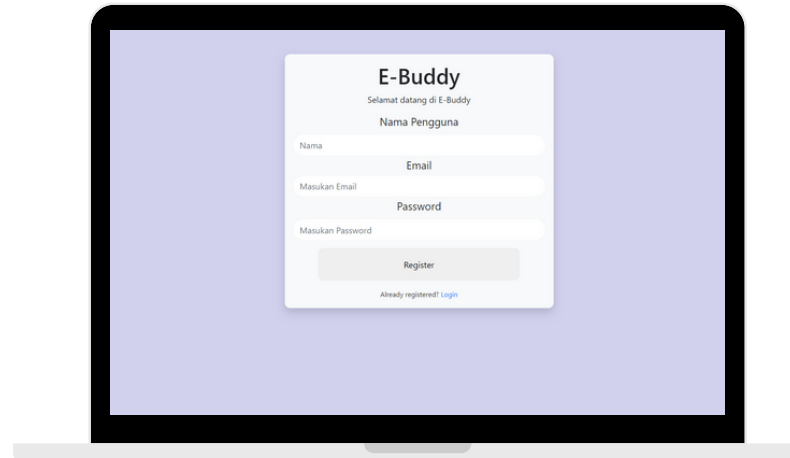 E-Buddy
Selamat datang di E-Buddy
Nama Pengguna
Nama
Email
Masukan Email
Password
Masukan Password
Register
Already registered? Login